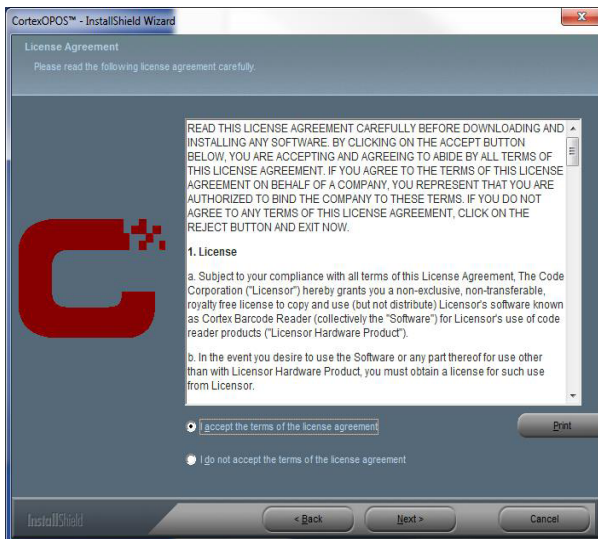 CortexOPOS™ - InstallShield Wizard
License Agreement
Please read the following license agreement carefully.
READ THIS LICENSE AGREEMENT CAREFULLY BEFORE DOWNLOADING AND
INSTALLING ANY SOFTWARE. BY CLICKING ON THE ACCEPT BUTTON
BELOW, YOU ARE ACCEPTING AND AGREEING TO ABIDE BY ALL TERMS OF
THIS LICENSE AGREEMENT. IF YOU AGREE TO THE TERMS OF THIS LICENSE
AGREEMENT ON BEHALF OF A COMPANY, YOU REPRESENT THAT YOU ARE
AUTHORIZED TO BIND THE COMPANY TO THESE TERMS. IF YOU DO NOT
AGREE TO ANY TERMS OF THIS LICENSE AGREEMENT, CLICK ON THE
REJECT BUTTON AND EXIT NOW.
1. License
a. Subject to your compliance with all terms of this License Agreement, The Code
Corporation ("Licensor") hereby grants you a non-exclusive, non-transferable,
royalty free license to copy and use (but not distribute) Licensor's software known
as Cortex Barcode Reader (collectively the "Software") for Licensor's use of code
reader products ("Licensor Hardware Product").
b. In the event you desire to use the Software or any part thereof for use other
than with Licensor Hardware Product, you must obtain a license for such use
from Licensor.
I accept the terms of the license agreement
Print
I do not accept the terms of the license agreement
InstallShield
< Back
Next >
Cancel